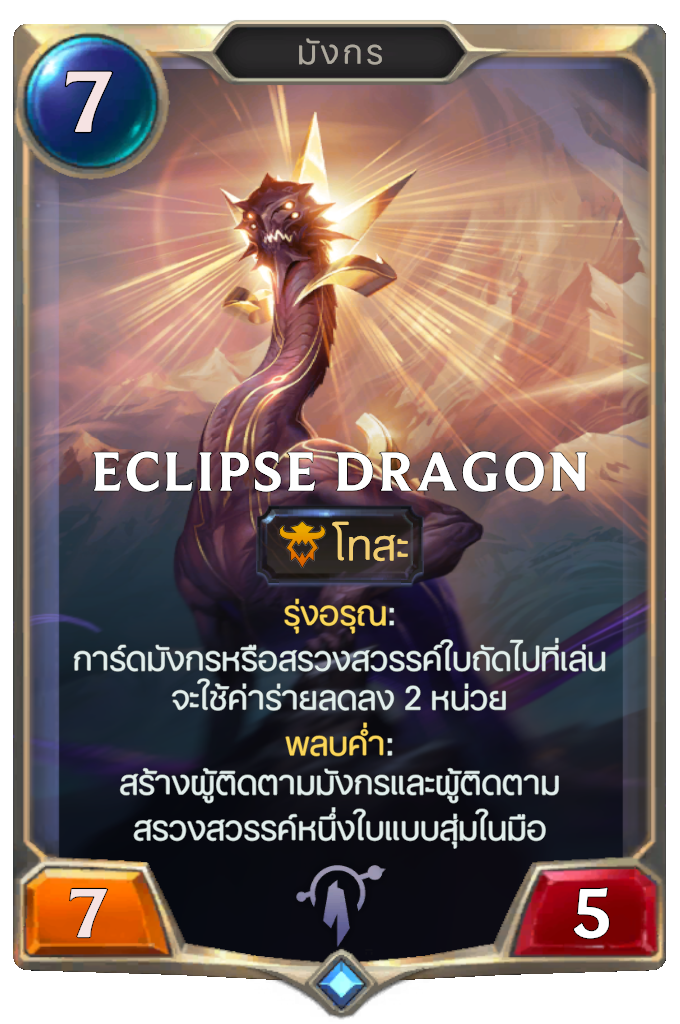 มังกร
7
ECLIPSE DRAGON
โทสะ
รุ่งอรุณ:
การ์ดมังกรหรือสรวงสวรรค์ใบถัดไปที่เล่น
จะใช้ค่าร่ายลดลง 2 หน่วย
พลบค่ำ:
สร้างผู้ติดตามมังกรและผู้ติดตาม
สรวงสวรรค์หนึ่งใบแบบสุ่มในมือ
7
5